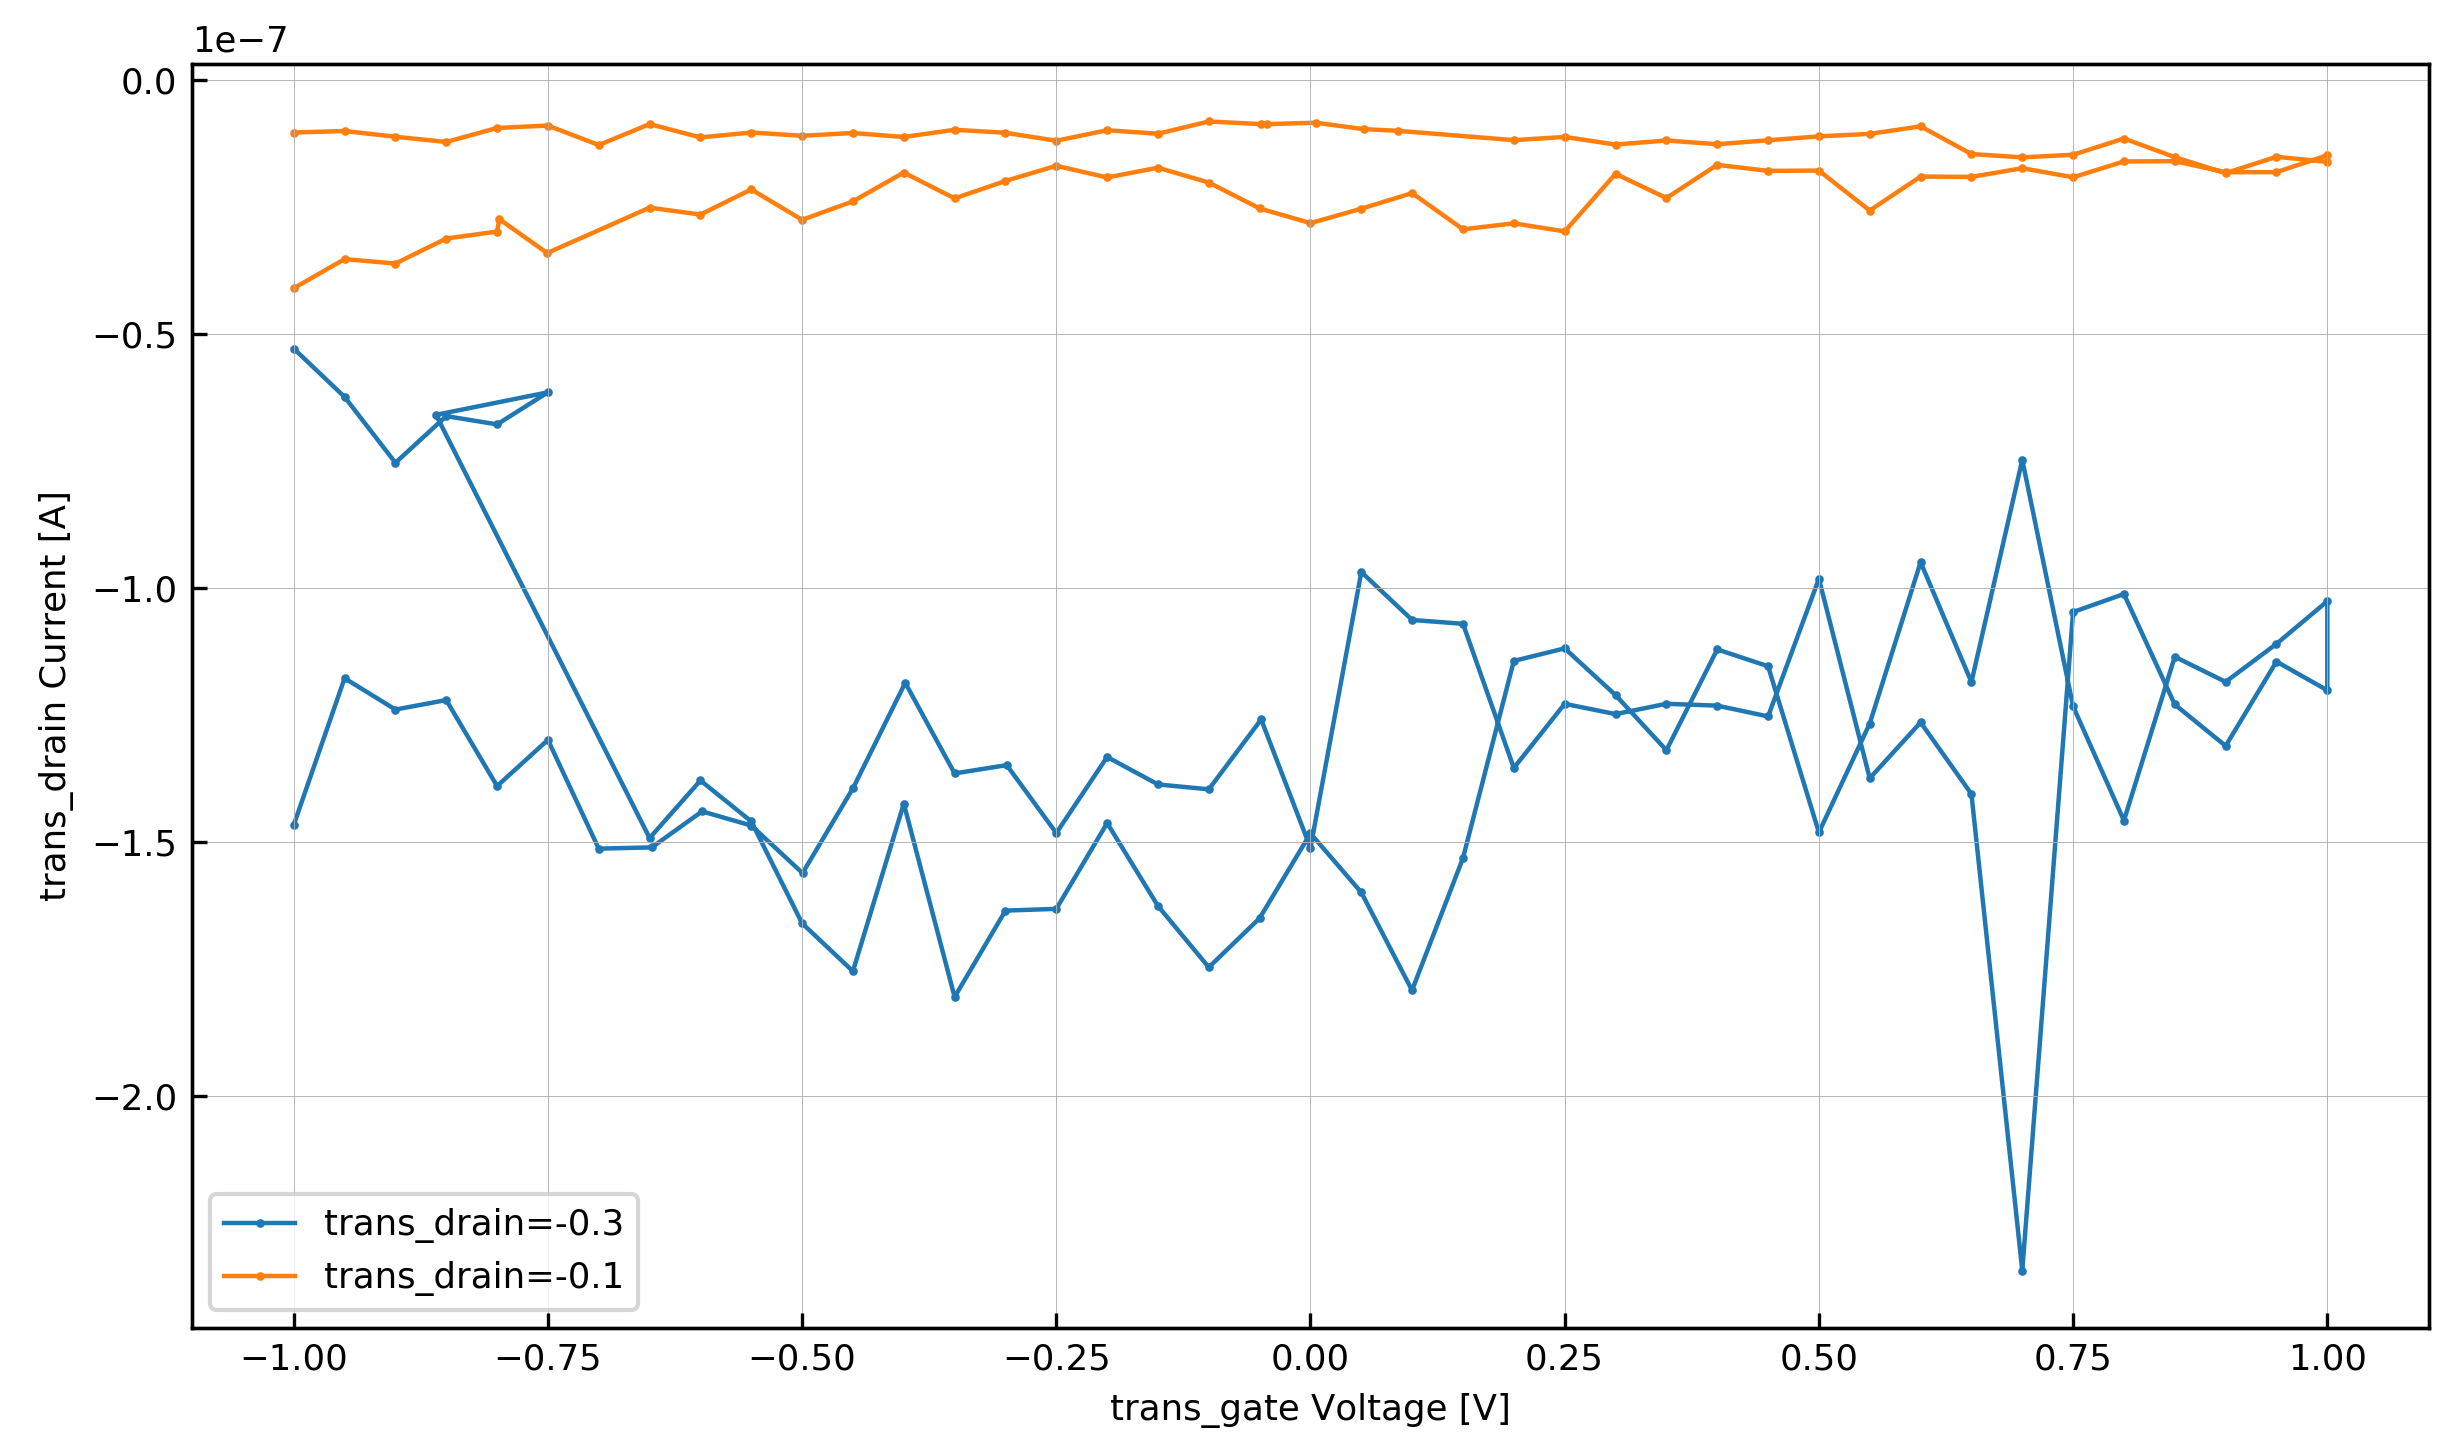 1e−7
0.0
−0.5
−1.0
−1.5
−2.0
trans_drain Current [A]
trans_drain=-0.3
trans_drain=-0.1
−1.00 −0.75 −0.50 −0.25 0.00 0.25 0.50 0.75 1.00
trans_gate Voltage [V]